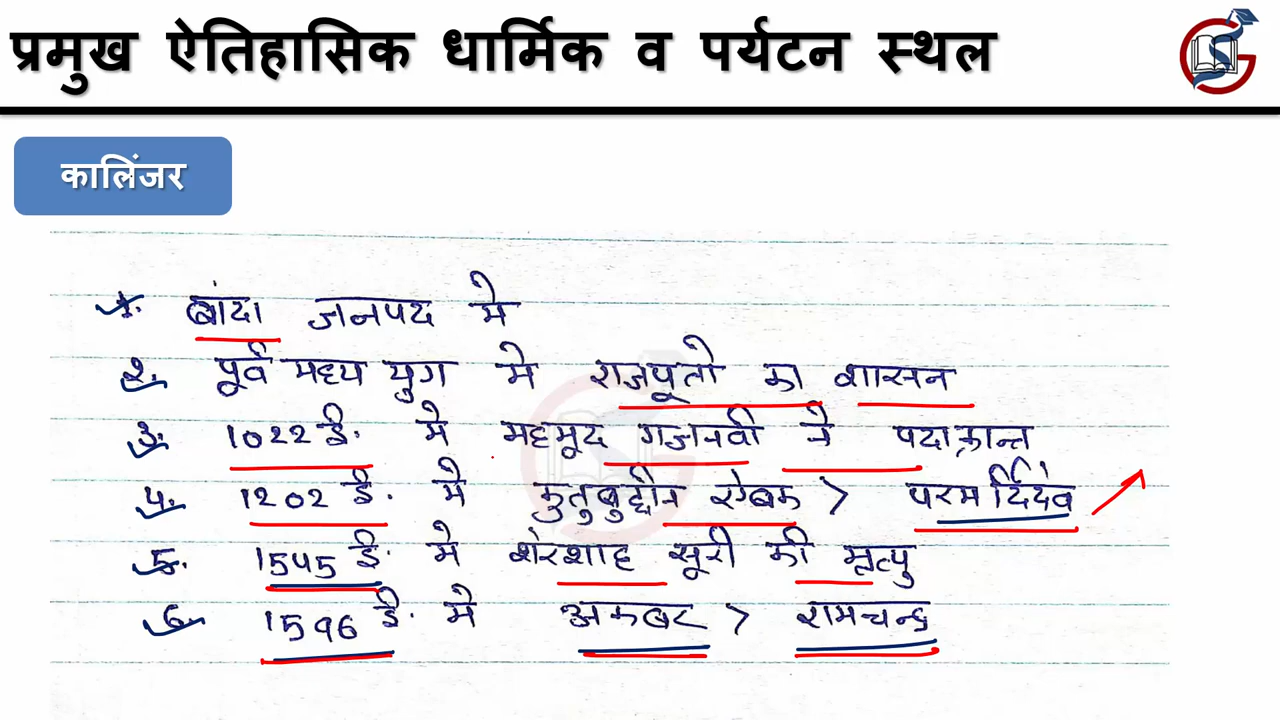 प्रमुख ऐतिहासिक धार्मिक व पर्यटन स्थल
कालिंजर
1. बांदा जनपद मे
2. पूर्व मध्य युग मे राजपूतो का शासन
3. 1022 ई. मे महमूद गजनवी ने पदाक्रान्त
4. 1202 ई. मे कुतुबुद्दीन ऐबक > परमर्दिदेव
5. 1545 ई. मे शेरशाह सूरी की मृत्यु
6. 1596 ई. मे अकबर > रामचन्द्र